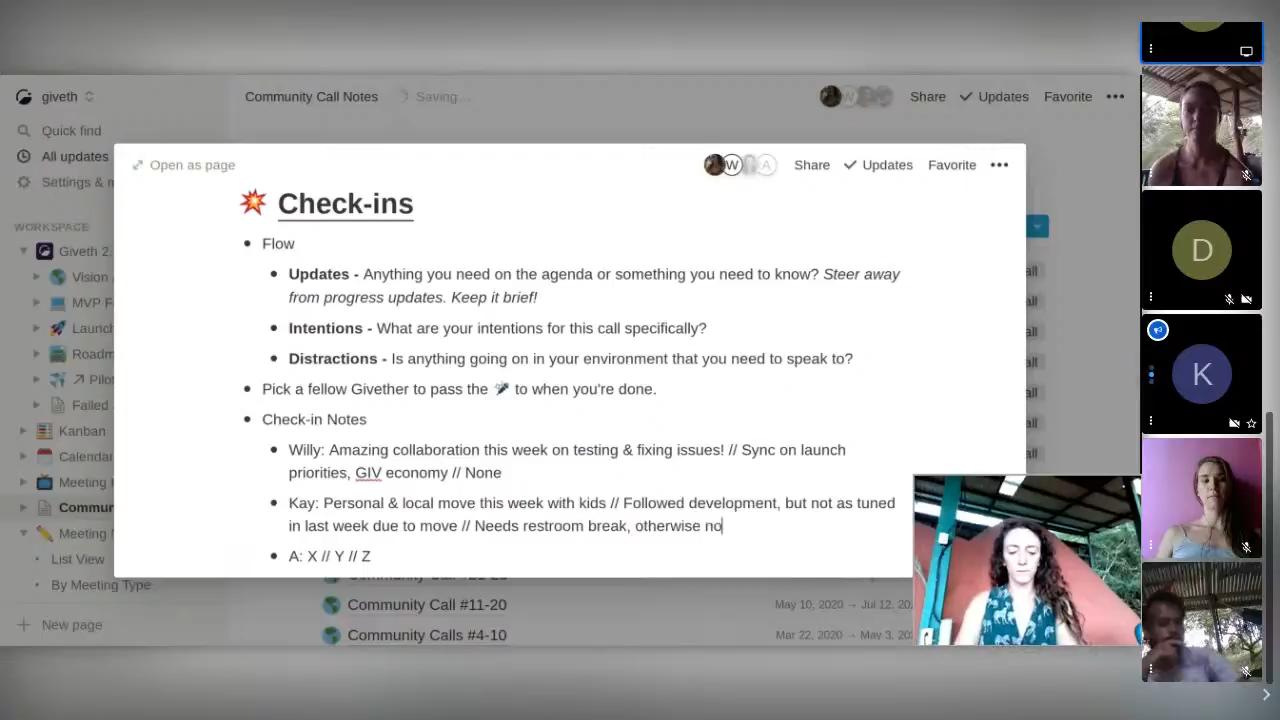 giveth
Community Call Notes
Saving...
W
Share
Updates
Favorite
Quick find
All updates
Settings & m
Open as page
W
A
Share
Updates
Favorite
Check-ins
WORKSPACE
Giveth 2.
Vision
MVP F
Launch
Roadm
Pilot
Failed
Kanban
Calendar
Meeting
Commun
Meeting N
List View
By Meeting Type
New page
Flow
Updates - Anything you need on the agenda or something you need to know? Steer away
from progress updates. Keep it brief!
Intentions - What are your intentions for this call specifically?
Distractions - Is anything going on in your environment that you need to speak to?
Pick a fellow Givether to pass the 🎤 to when you're done.
Check-in Notes
Willy: Amazing collaboration this week on testing & fixing issues! // Sync on launch
priorities, GIV economy // None
Kay: Personal & local move this week with kids // Followed development, but not as tuned
in last week due to move // Needs restroom break, otherwise no
A: X // Y // Z
all
all
all
all
all
all
all
Community Call #11-20
May 10, 2020 → Jul 12, 20
Community Calls #4-10
Mar 22, 2020 → May 3, 20
D
K